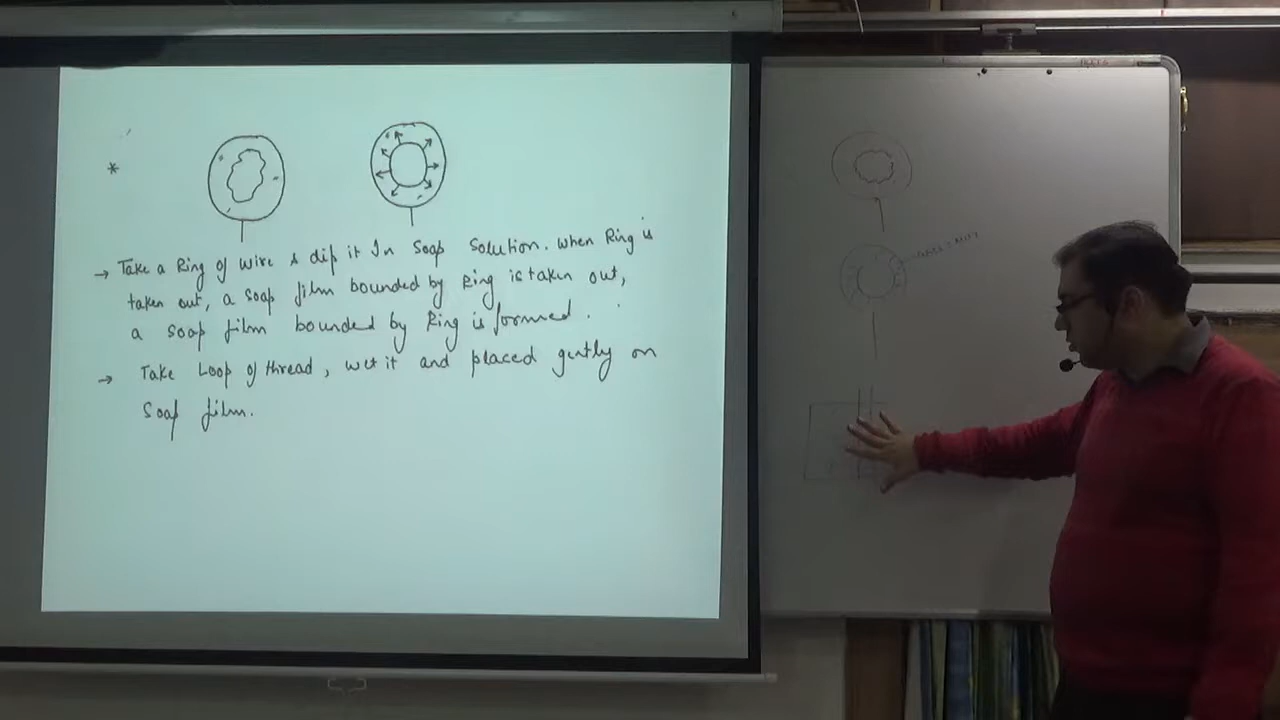 *
→ Take a Ring of wire & dip it In Soap Solution. When Ring is
taken out, a soap film bounded by Ring is taken out,
a soap film bounded by Ring is formed.
→ Take Loop of thread, wet it and placed gently on
Soap film.